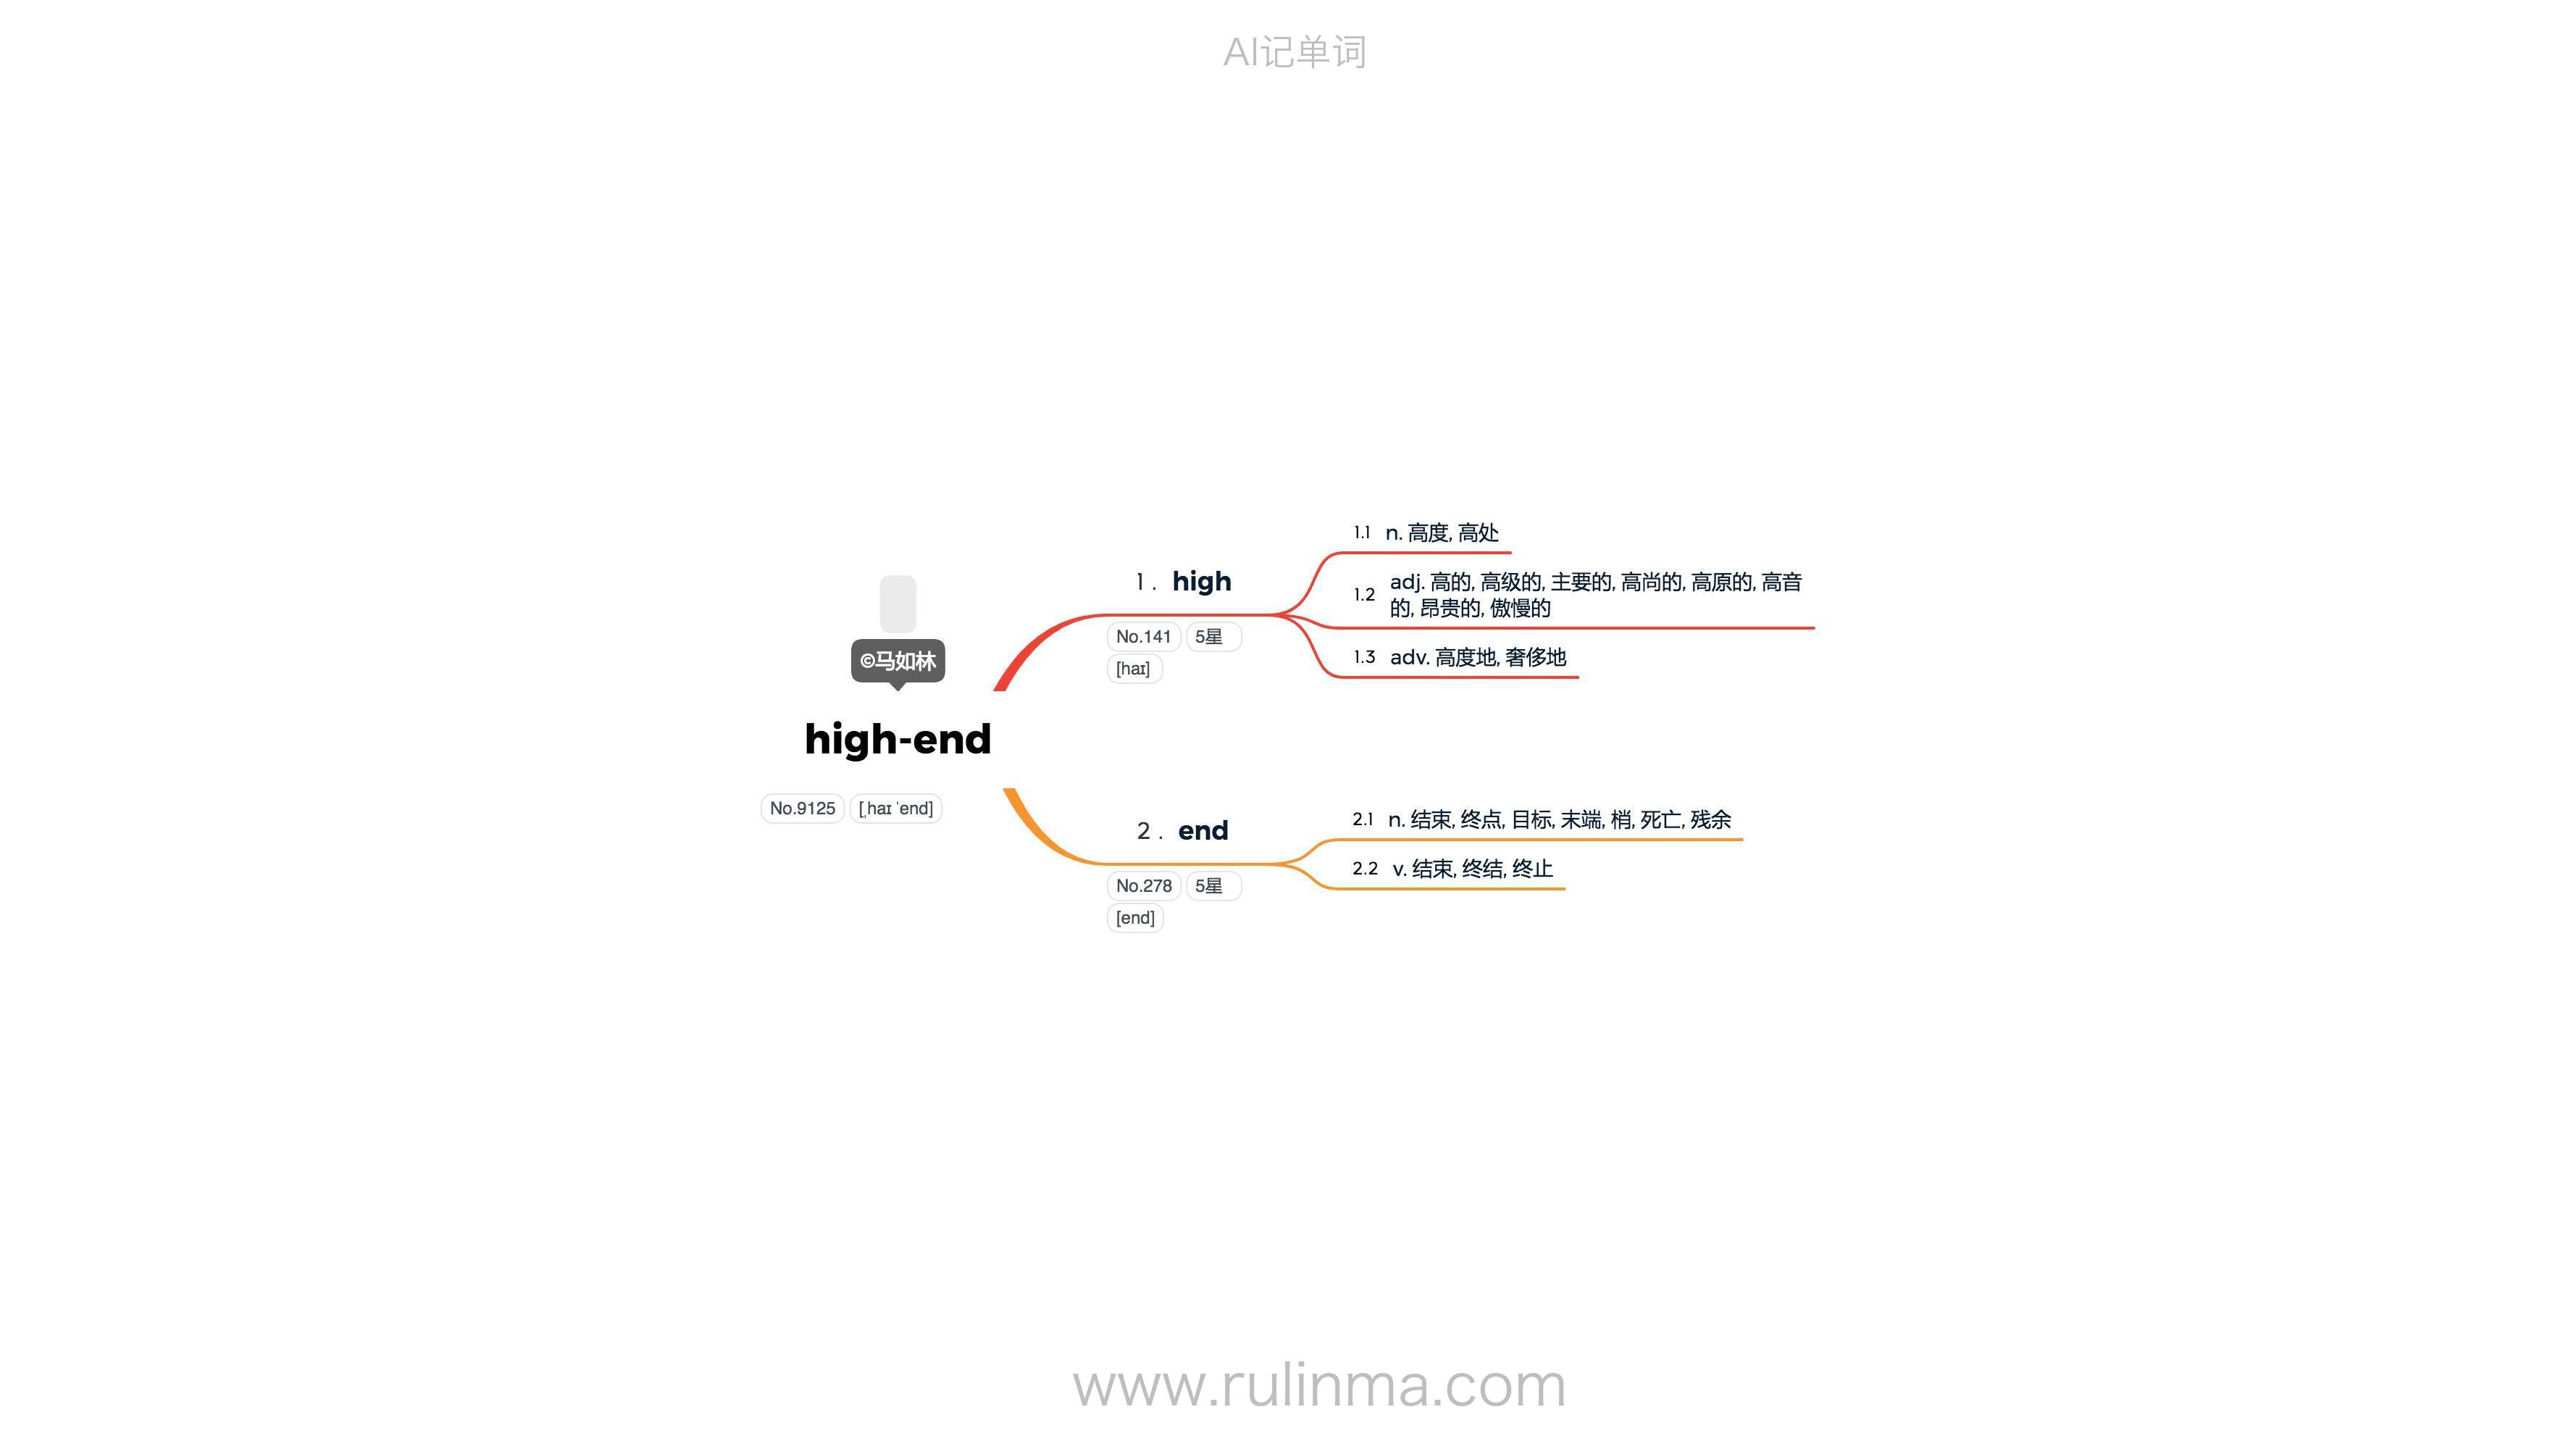 AI记单词
©马如林
high-end
No.9125 [ˌhaɪ ˈend]
1. high
No.141 5星
[haɪ]
1.1 n. 高度, 高处
1.2 adj. 高的, 高级的, 主要的, 高尚的, 高原的, 高音
的, 昂贵的, 傲慢的
1.3 adv. 高度地, 奢侈地
2. end
No.278 5星
[end]
2.1 n. 结束, 终点, 目标, 末端, 梢, 死亡, 残余
2.2 v. 结束, 终结, 终止
www.rulinma.com